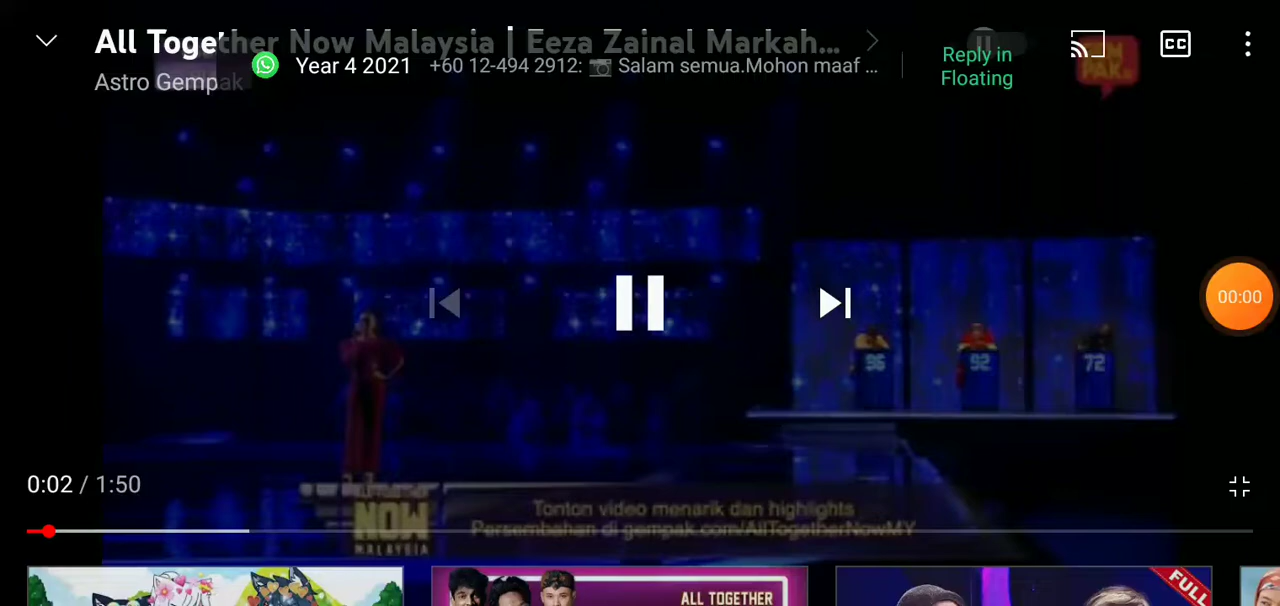 All Together Now Malaysia | Eeza Zainal Markah...
Astro Gempak
Year 4 2021 +60 12-494 2912: 📷 Salam semua.Mohon maaf ...
Reply in
Floating
CC
00:00
96 92 72
0:02 / 1:50
NOW
MALAYSIA
Tonton video menarik dan highlights
Persembahan di gempak.com/AllTogetherNowMY
ALL TOGETHER
FULL